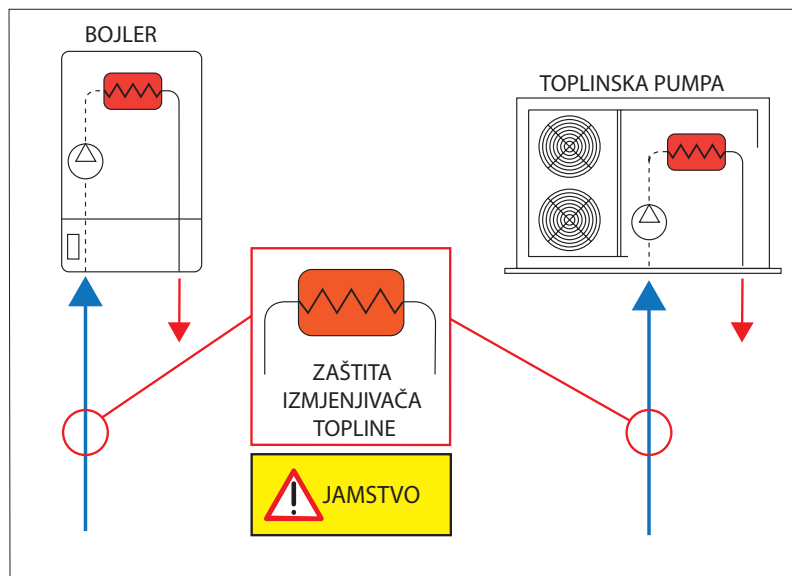 BOJLER
TOPLINSKA PUMPA
ZAŠTITA
IZMJENJIVAČA
TOPLINE
JAMSTVO